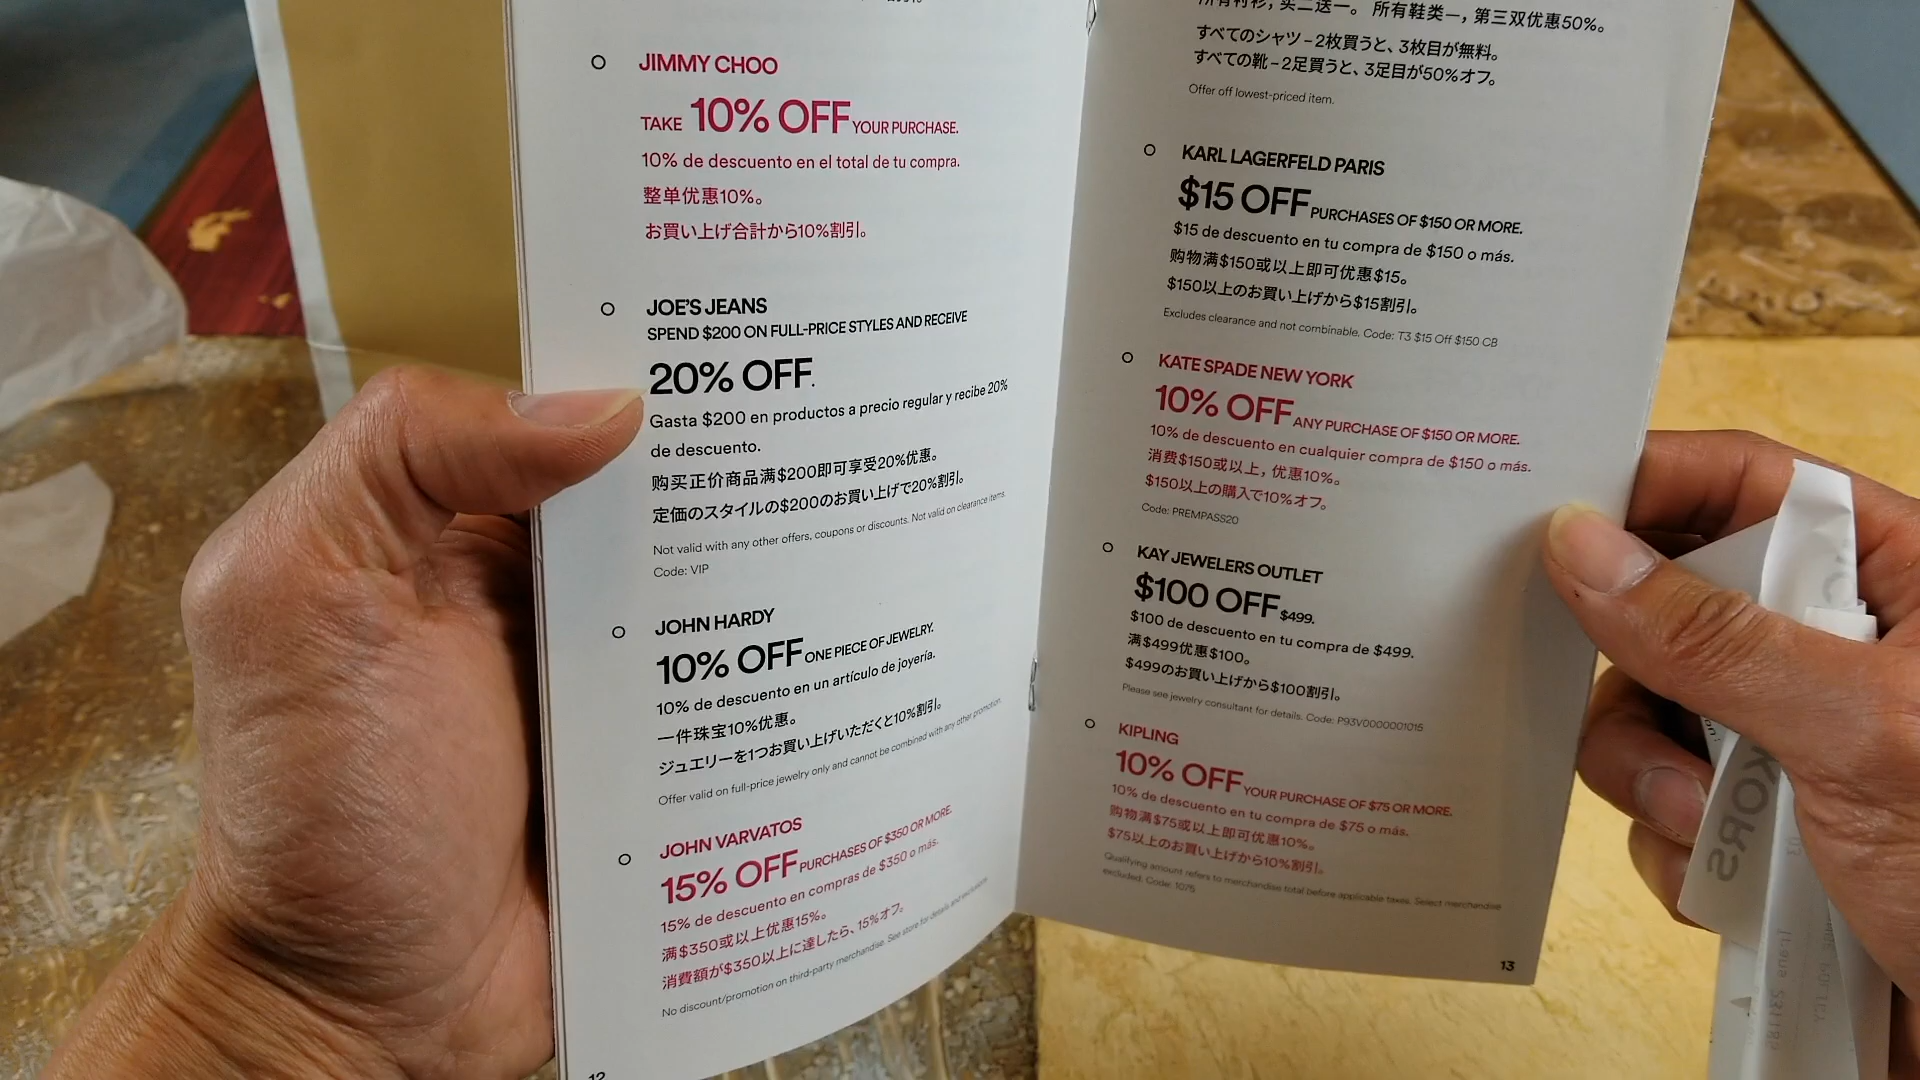 JIMMY CHOO
TAKE 10% OFF YOUR PURCHASE.
10% de descuento en el total de tu compra.
整单优惠10%。
お買い上げ合計から10%割引。
JOE'S JEANS
SPEND $200 ON FULL-PRICE STYLES AND RECEIVE
20% OFF.
Gasta $200 en productos a precio regular y recibe 20%
de descuento.
购买正价商品满$200即可享受20%优惠。
定価のスタイルの$200のお買い上げで20%割引。
Not valid with any other offers, coupons or discounts. Not valid on clearance items.
Code: VIP
JOHN HARDY
10% OFF ONE PIECE OF JEWELRY.
10% de descuento en un artículo de joyería.
一件珠宝10%优惠。
ジュエリーを1つお買い上げいただくと10%割引。
Offer valid on full-price jewelry only and cannot be combined with any other promotion.
JOHN VARVATOS
15% OFF PURCHASES OF $350 OR MORE.
15% de descuento en compras de $350 o más.
满$350或以上优惠15%。
消費額が$350以上に達したら、15%オフ。
No discount/promotion on third-party merchandise. See store for details and exclusions.
12
所有衬衫，买二送一。 所有鞋类—，第三双优惠50%。
すべてのシャツ – 2枚買うと、3枚目が無料。
すべての靴 – 2足買うと、3足目が50%オフ。
Offer off lowest-priced item.
KARL LAGERFELD PARIS
$15 OFF PURCHASES OF $150 OR MORE.
$15 de descuento en tu compra de $150 o más.
购物满$150或以上即可优惠$15。
$150以上のお買い上げから$15割引。
Excludes clearance and not combinable. Code: T3 $15 Off $150 CB
KATE SPADE NEW YORK
10% OFF ANY PURCHASE OF $150 OR MORE.
10% de descuento en cualquier compra de $150 o más.
消费$150或以上，优惠10%。
$150以上の購入で10%オフ。
Code: PREMPASS20
KAY JEWELERS OUTLET
$100 OFF $499.
$100 de descuento en tu compra de $499.
满$499优惠$100。
$499のお買い上げから$100割引。
Please see jewelry consultant for details. Code: P93V0000001015
KIPLING
10% OFF YOUR PURCHASE OF $75 OR MORE.
10% de descuento en tu compra de $75 o más.
购物满$75或以上即可优惠10%。
$75以上のお買い上げから10%割引。
Qualifying amount refers to merchandise total before applicable taxes. Select merchandise
excluded. Code: 1076
13
KORS